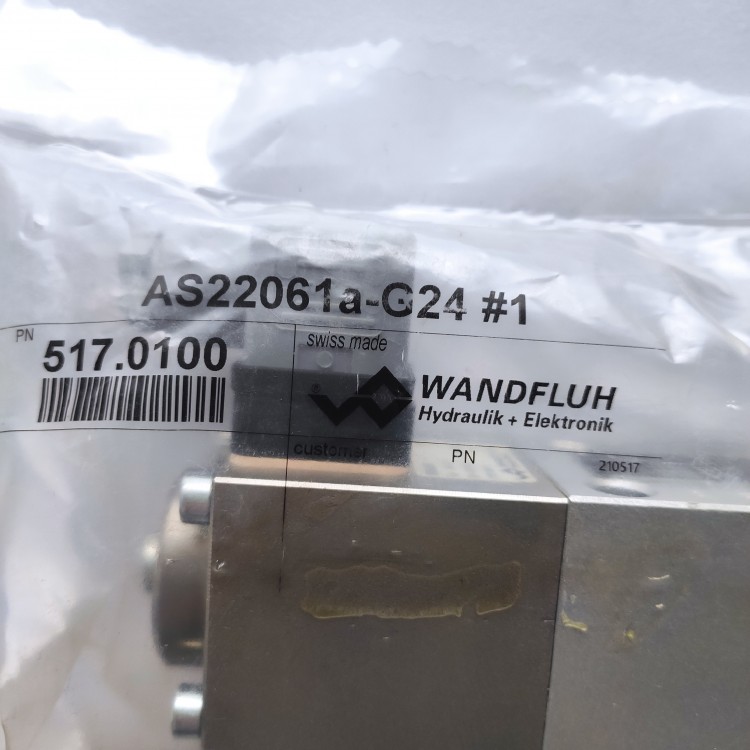 AS22061a-G24 #1
PN
517.0100
swiss made
®
WANDFLUH
Hydraulik + Elektronik
customer
PN
210517